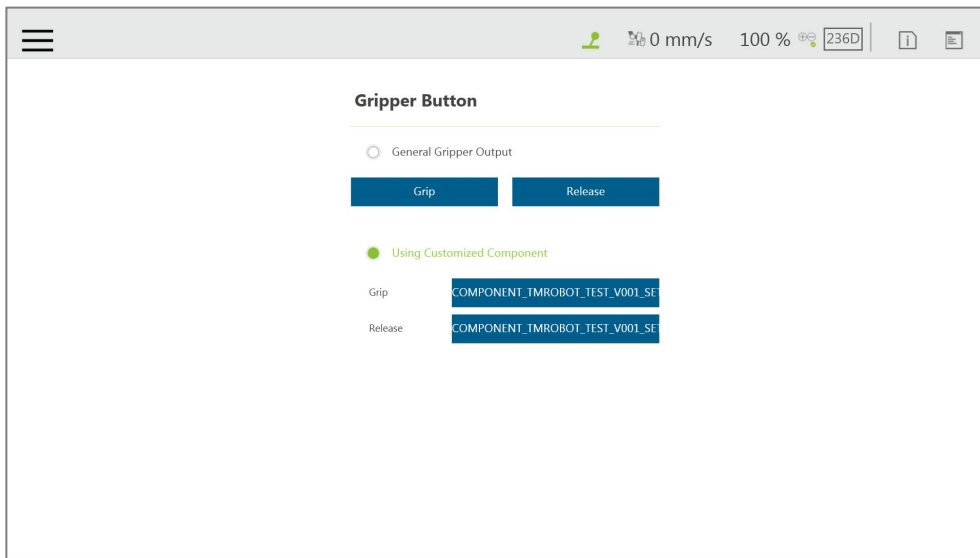 0 mm/s 100 % 236D
Gripper Button
General Gripper Output
Grip Release
Using Customized Component
Grip COMPONENT_TMROBOT_TEST_V001_SET
Release COMPONENT_TMROBOT_TEST_V001_SET